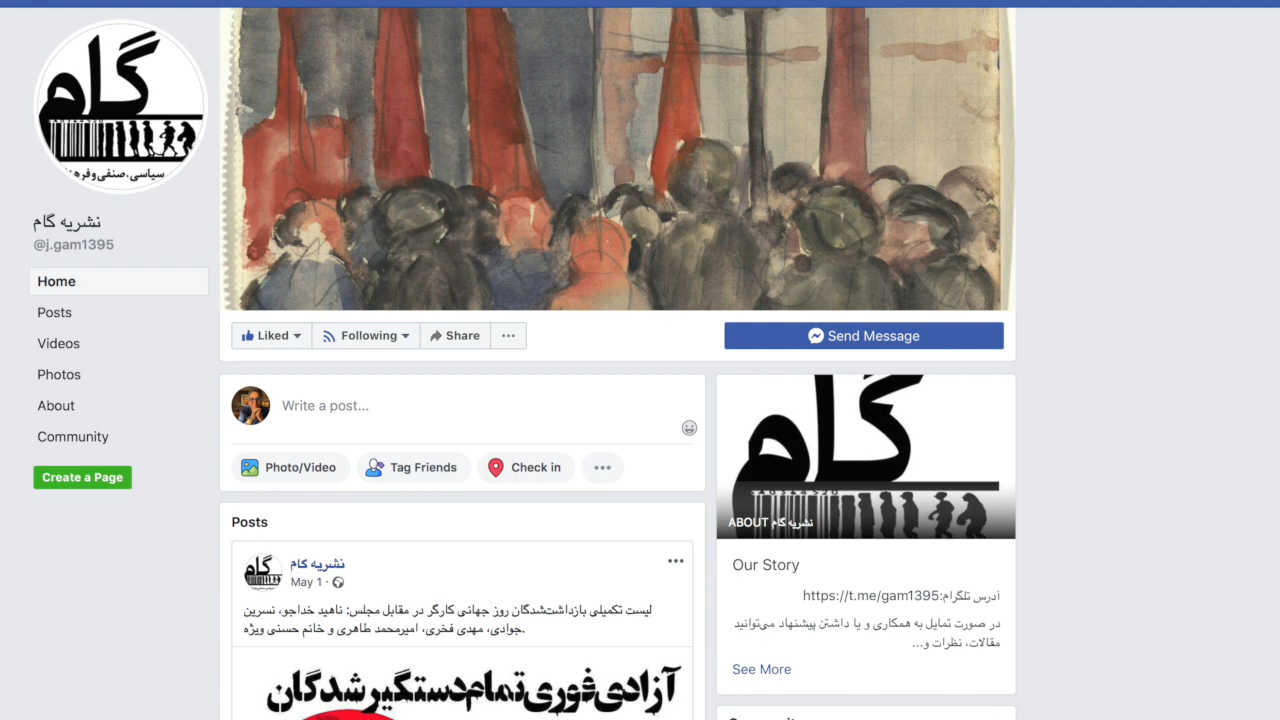 گام
سیاسی،صنفی‌وفره
نشریه گام
@j.gam1395
Home
Posts
Videos
Photos
About
Community
Create a Page
Liked
Following
Share
Send Message
Write a post...
Photo/Video
Tag Friends
Check in
Posts
گام
نشریه گام
May 1 ·
لیست تکمیلی بازداشت‌شدگان روز جهانی کارگر در مقابل مجلس: ناهید خداجو، نسرین
جوادی، مهدی فخری، امیرمحمد طاهری و خانم حسنی ویژه.
آزادی‌فوری‌تمام‌دستگیرشدگان
گام
ABOUT نشریه گام
Our Story
آدرس تلگرام:https://t.me/gam1395
در صورت تمایل به همکاری و یا داشتن پیشنهاد می‌توانید
مقالات، نظرات و...
See More